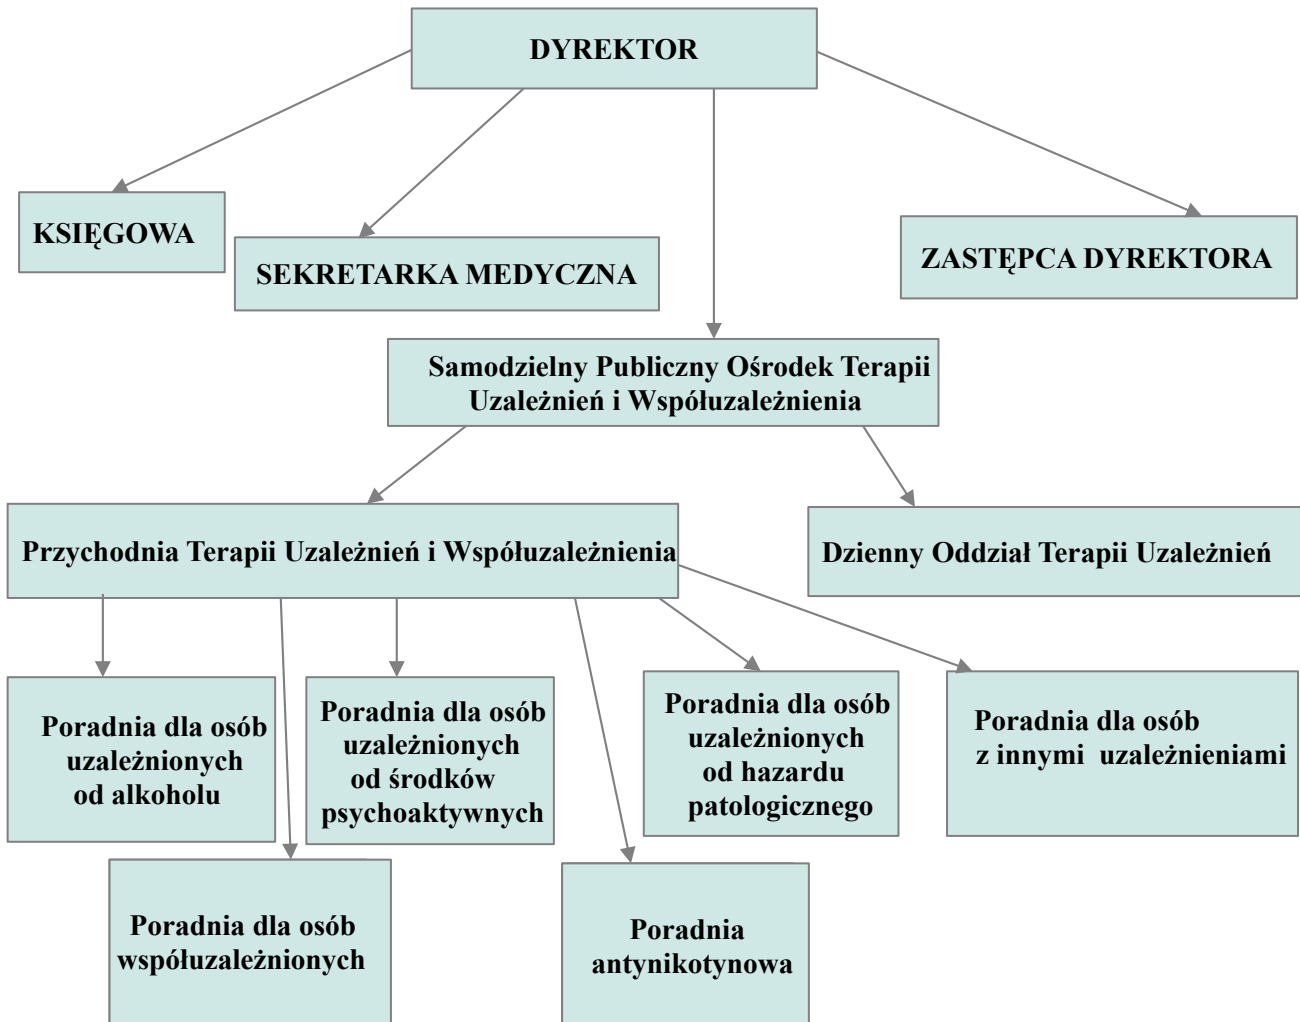 DYREKTOR
KSIĘGOWA
SEKRETARKA MEDYCZNA
ZASTĘPCA DYREKTORA
Samodzielny Publiczny Ośrodek Terapii
Uzależnień i Współuzależnienia
Przychodnia Terapii Uzależnień i Współuzależnienia
Dzienny Oddział Terapii Uzależnień
Poradnia dla osób
uzależnionych
od alkoholu
Poradnia dla osób
uzależnionych
od środków
psychoaktywnych
Poradnia dla osób
uzależnionych
od hazardu
patologicznego
Poradnia dla osób
z innymi uzależnieniami
Poradnia dla osób
współuzależnionych
Poradnia
antynikotynowa